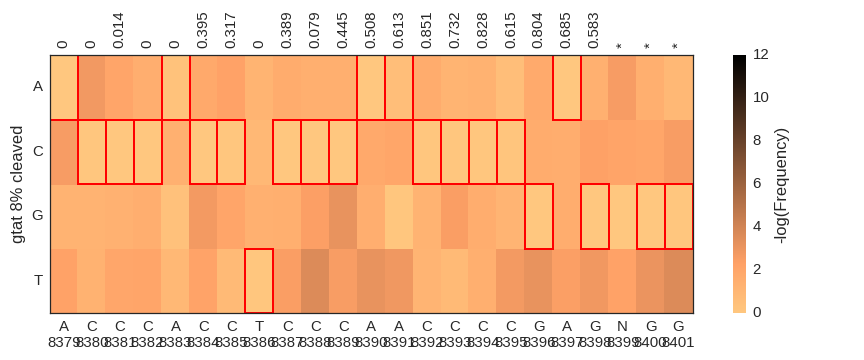 0 0 0.014 0 0 0.395 0.317 0 0.389 0.079 0.445 0.508 0.613 0.851 0.732 0.828 0.615 0.804 0.685 0.583 * * *
12
A
10
C
8
gtat 8% cleaved
-log(Frequency)
6
G
4
T
2
0
A C C C A C C T C C C A A C C C C G A G N G G
8379 8380 8381 8382 8383 8384 8385 8386 8387 8388 8389 8390 8391 8392 8393 8394 8395 8396 8397 8398 8399 8400 8401